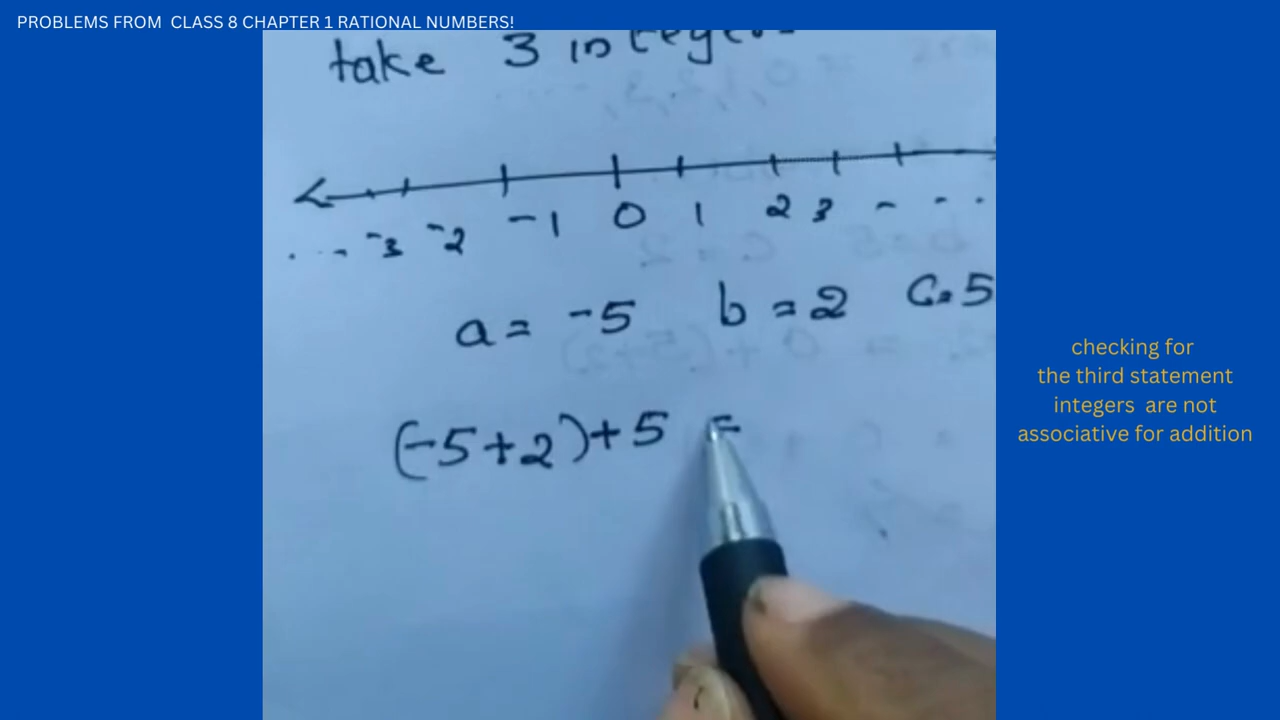 PROBLEMS FROM CLASS 8 CHAPTER 1 RATIONAL NUMBERS!
take 3
... -3 -2 -1 0 1 2 3 - - - .
a = -5 b = 2 C = 5
(-5+2)+5 =
checking for
the third statement
integers are not
associative for addition